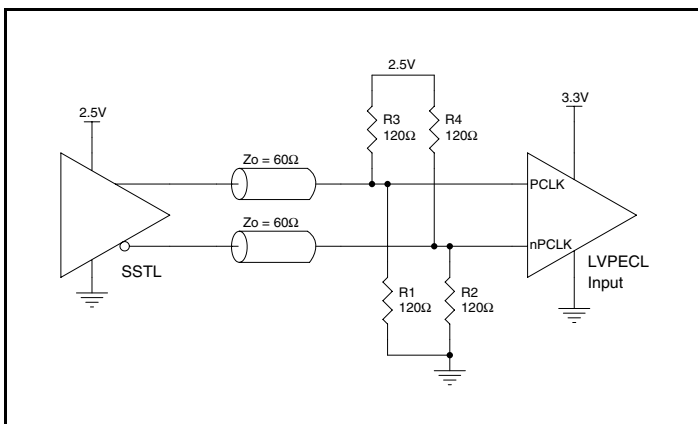 2.5V
3.3V
2.5V
R3
120Ω
R4
120Ω
Zo = 60Ω
PCLK
Zo = 60Ω
nPCLK
SSTL
LVPECL
Input
R1
120Ω
R2
120Ω